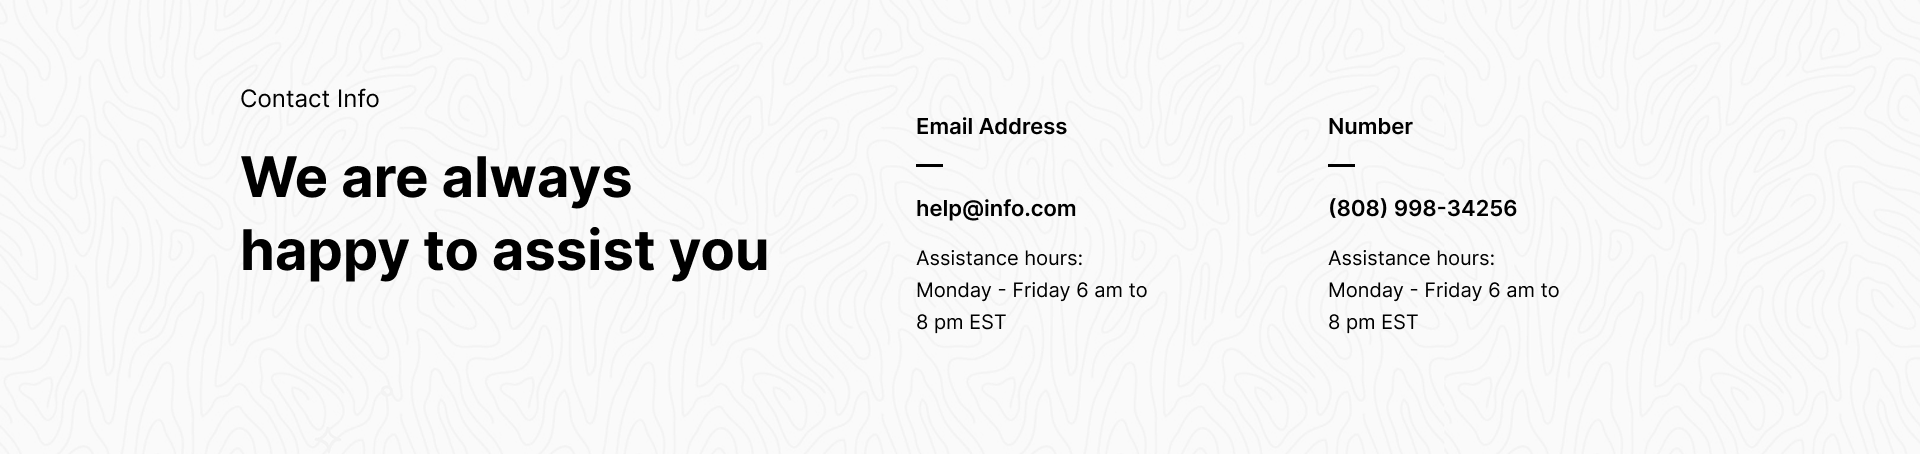 Contact Info
We are always
happy to assist you
Email Address
help@info.com
Assistance hours:
Monday - Friday 6 am to
8 pm EST
Number
(808) 998-34256
Assistance hours:
Monday - Friday 6 am to
8 pm EST